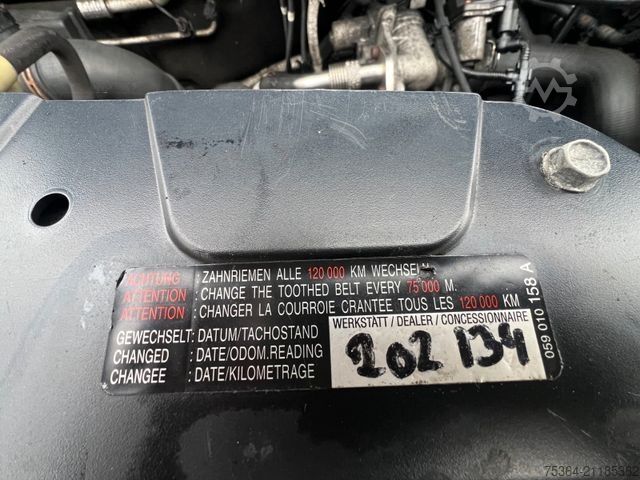 ACHTUNG : ZAHNRIEMEN ALLE 120 000 KM WECHSELN
ATTENTION : CHANGE THE TOOTHED BELT EVERY 75 000 M.
ATTENTION : CHANGER LA COURROIE CRANTEE TOUS LES 120 000 KM
GEWECHSELT: DATUM/TACHOSTAND
CHANGED : DATE/ODOM.READING
CHANGEE : DATE/KILOMETRAGE
WERKSTATT / DEALER / CONCESSIONNAIRE
202 134
059 010 158 A
75364-21185362